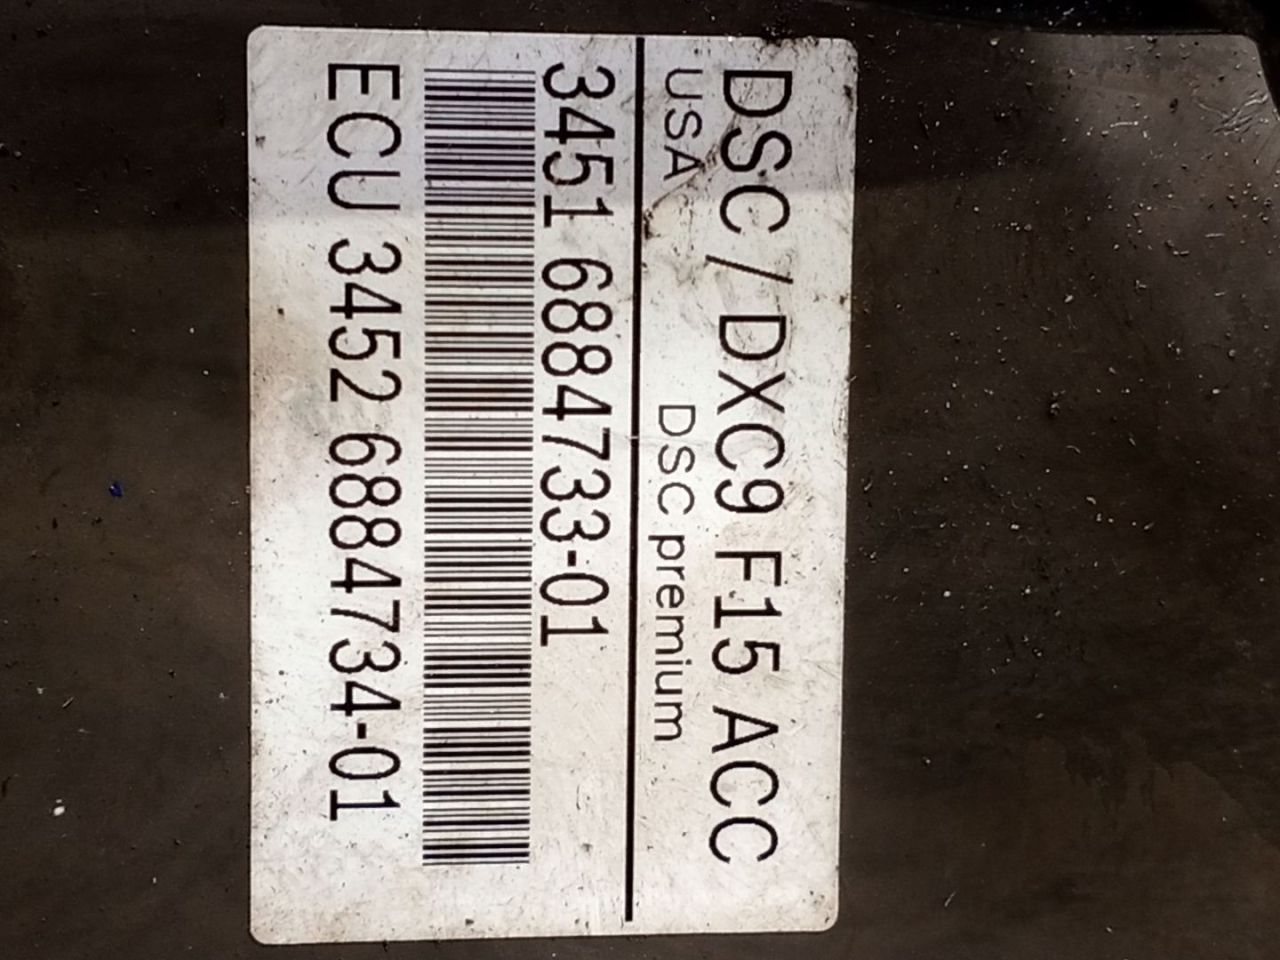 DSC / DXC9 F15 ACC
USA DSC premium
3451 6884733-01
ECU 3452 6884734-01